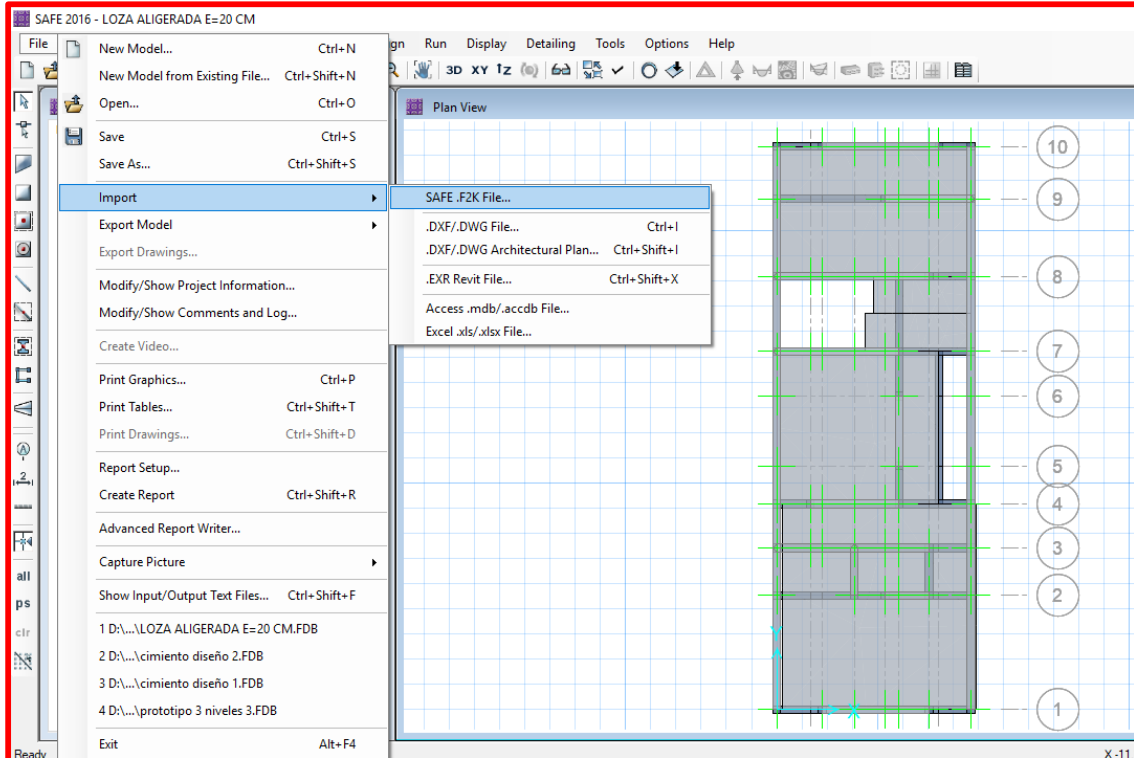 SAFE 2016 - LOZA ALIGERADA E=20 CM
File gn Run Display Detailing Tools Options Help
3D XY
New Model... Ctrl+N
New Model from Existing File... Ctrl+Shift+N
Open... Ctrl+O
Save Ctrl+S
Save As... Ctrl+Shift+S
Import
Export Model
Export Drawings...
Modify/Show Project Information...
Modify/Show Comments and Log...
Create Video...
Print Graphics... Ctrl+P
Print Tables... Ctrl+Shift+T
Print Drawings... Ctrl+Shift+D
Report Setup...
Create Report Ctrl+Shift+R
Advanced Report Writer...
Capture Picture
Show Input/Output Text Files... Ctrl+Shift+F
1 D:\...\LOZA ALIGERADA E=20 CM.FDB
2 D:\...\cimiento diseño 2.FDB
3 D:\...\cimiento diseño 1.FDB
4 D:\...\prototipo 3 niveles 3.FDB
Exit Alt+F4
SAFE .F2K File...
.DXF/.DWG File... Ctrl+I
.DXF/.DWG Architectural Plan... Ctrl+Shift+I
.EXR Revit File... Ctrl+Shift+X
Access .mdb/.accdb File...
Excel .xls/.xlsx File...
all
ps
clr
Plan View
10
9
8
7
6
5
4
3
2
1
Y
X
Ready
X -11